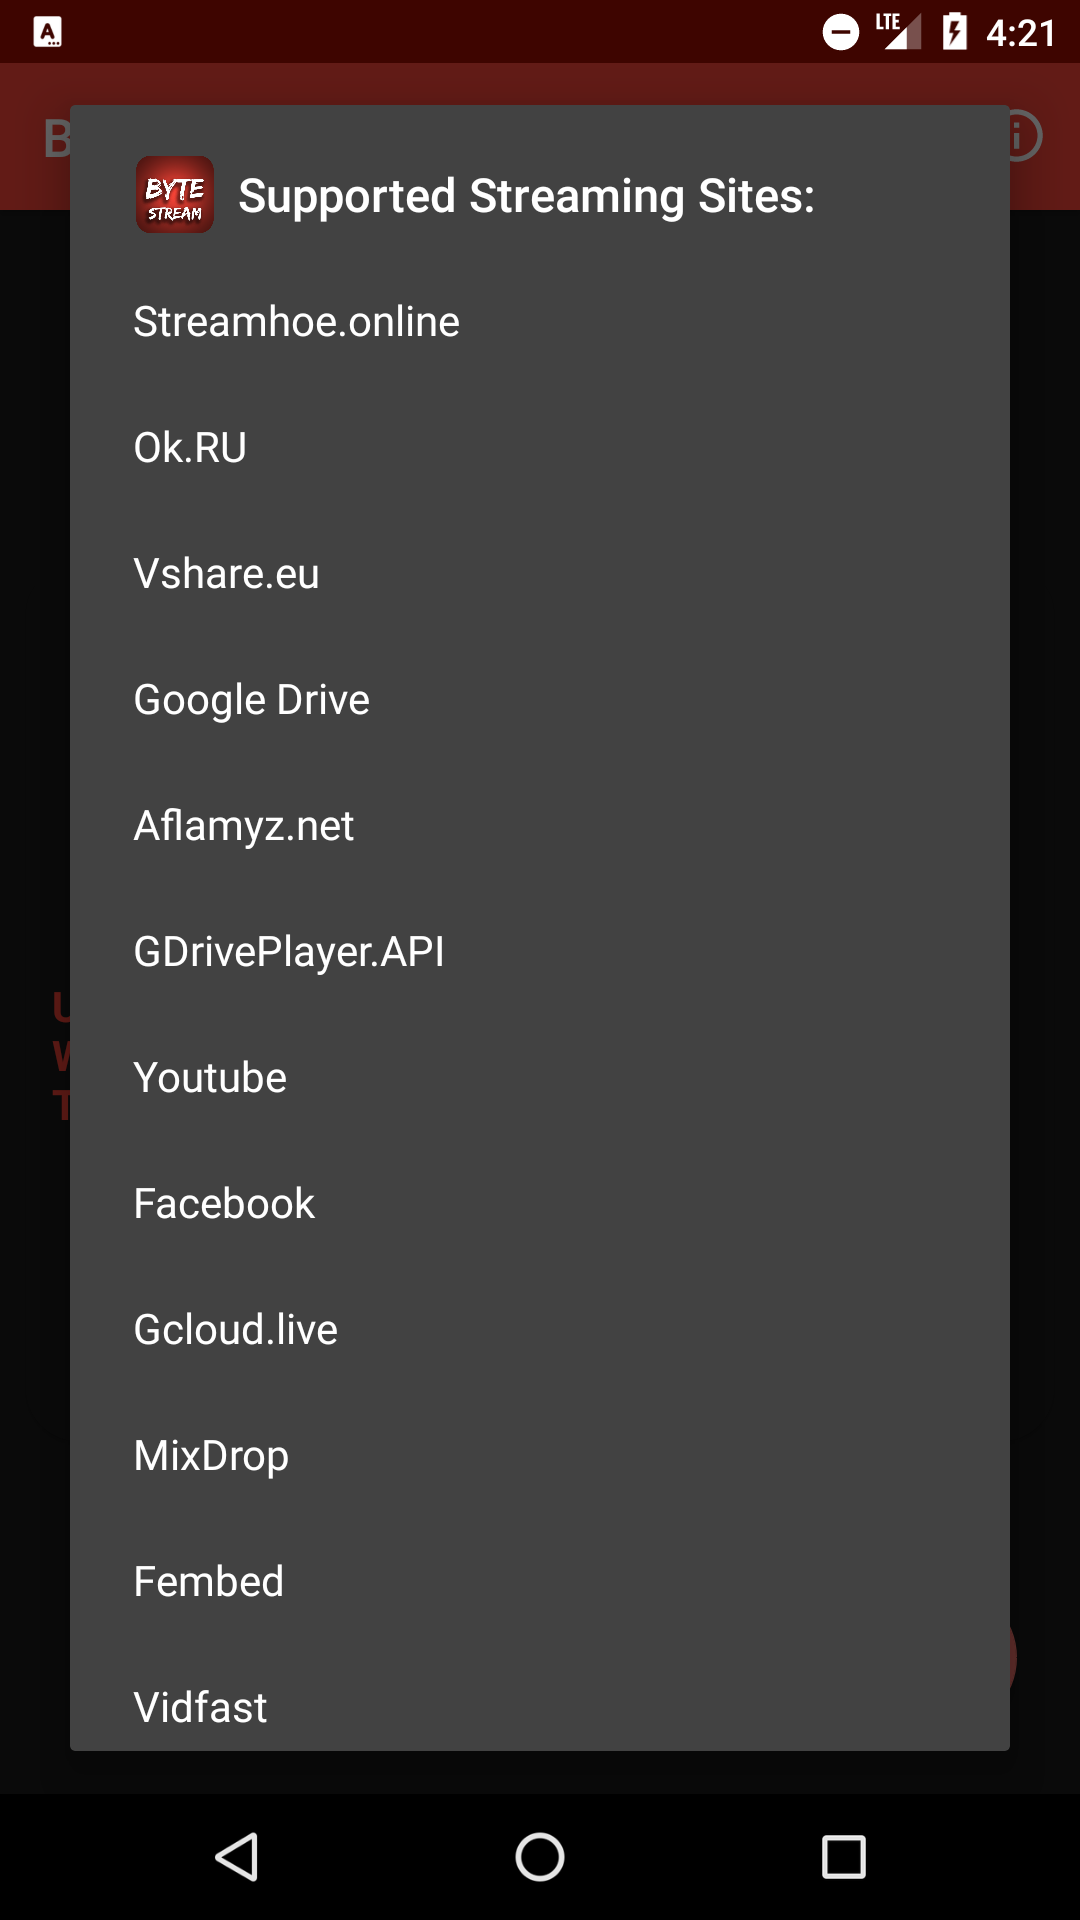 LTE 4:21
BYTE
STREAM
Supported Streaming Sites:
Streamhoe.online
Ok.RU
Vshare.eu
Google Drive
Aflamyz.net
GDrivePlayer.API
Youtube
Facebook
Gcloud.live
MixDrop
Fembed
Vidfast